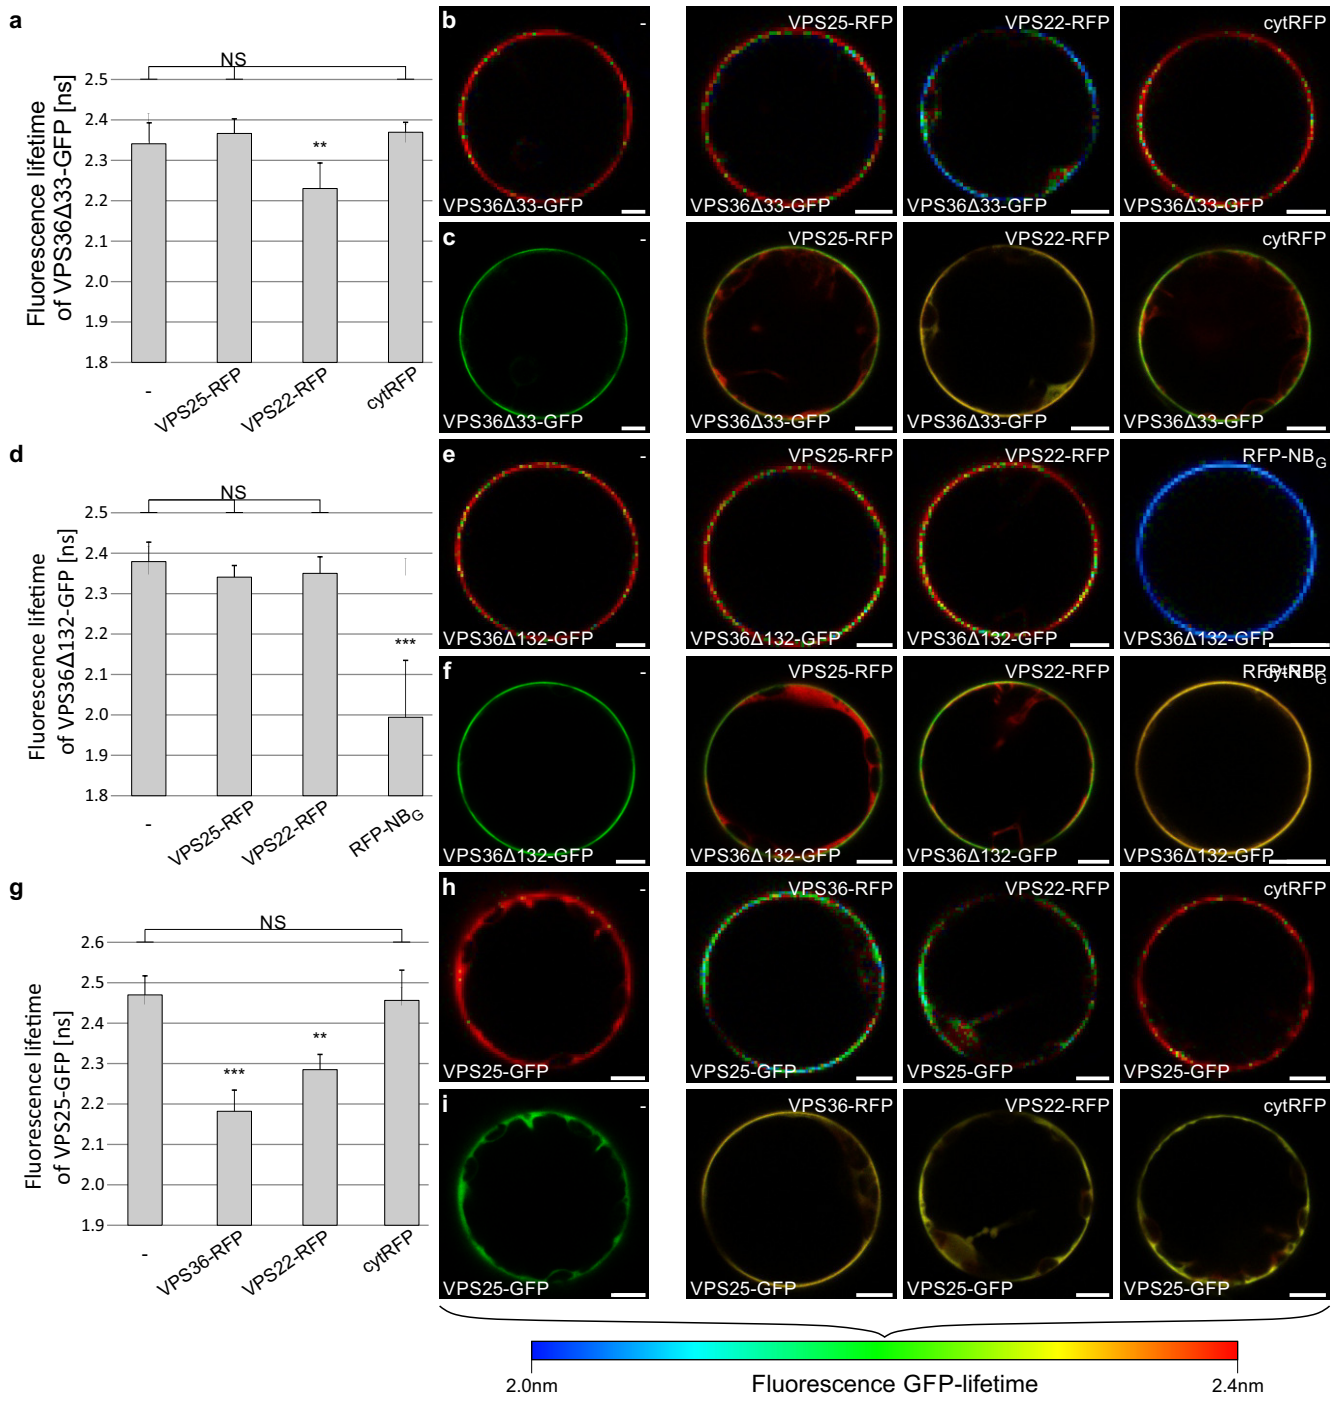 a
NS
Fluorescence lifetime
of VPS36Δ33-GFP [ns]
2.5
2.4
2.3
2.2
2.1
2.0
1.9
1.8
**
-
VPS25-RFP
VPS22-RFP
cytRFP
b
-
VPS36Δ33-GFP
VPS25-RFP
VPS36Δ33-GFP
VPS22-RFP
VPS36Δ33-GFP
cytRFP
VPS36Δ33-GFP
c
-
VPS36Δ33-GFP
VPS25-RFP
VPS36Δ33-GFP
VPS22-RFP
VPS36Δ33-GFP
cytRFP
VPS36Δ33-GFP
d
NS
Fluorescence lifetime
of VPS36Δ132-GFP [ns]
2.5
2.4
2.3
2.2
2.1
2.0
1.9
1.8
***
-
VPS25-RFP
VPS22-RFP
RFP-NBG
e
-
VPS36Δ132-GFP
VPS25-RFP
VPS36Δ132-GFP
VPS22-RFP
VPS36Δ132-GFP
RFP-NBG
VPS36Δ132-GFP
f
-
VPS36Δ132-GFP
VPS25-RFP
VPS36Δ132-GFP
VPS22-RFP
VPS36Δ132-GFP
RFP-NBG
cytRFP
VPS36Δ132-GFP
g
NS
Fluorescence lifetime
of VPS25-GFP [ns]
2.6
2.5
2.4
2.3
2.2
2.1
2.0
1.9
***
**
-
VPS36-RFP
VPS22-RFP
cytRFP
h
-
VPS25-GFP
VPS36-RFP
VPS25-GFP
VPS22-RFP
VPS25-GFP
cytRFP
VPS25-GFP
i
-
VPS25-GFP
VPS36-RFP
VPS25-GFP
VPS22-RFP
VPS25-GFP
cytRFP
VPS25-GFP
2.0nm
Fluorescence GFP-lifetime
2.4nm